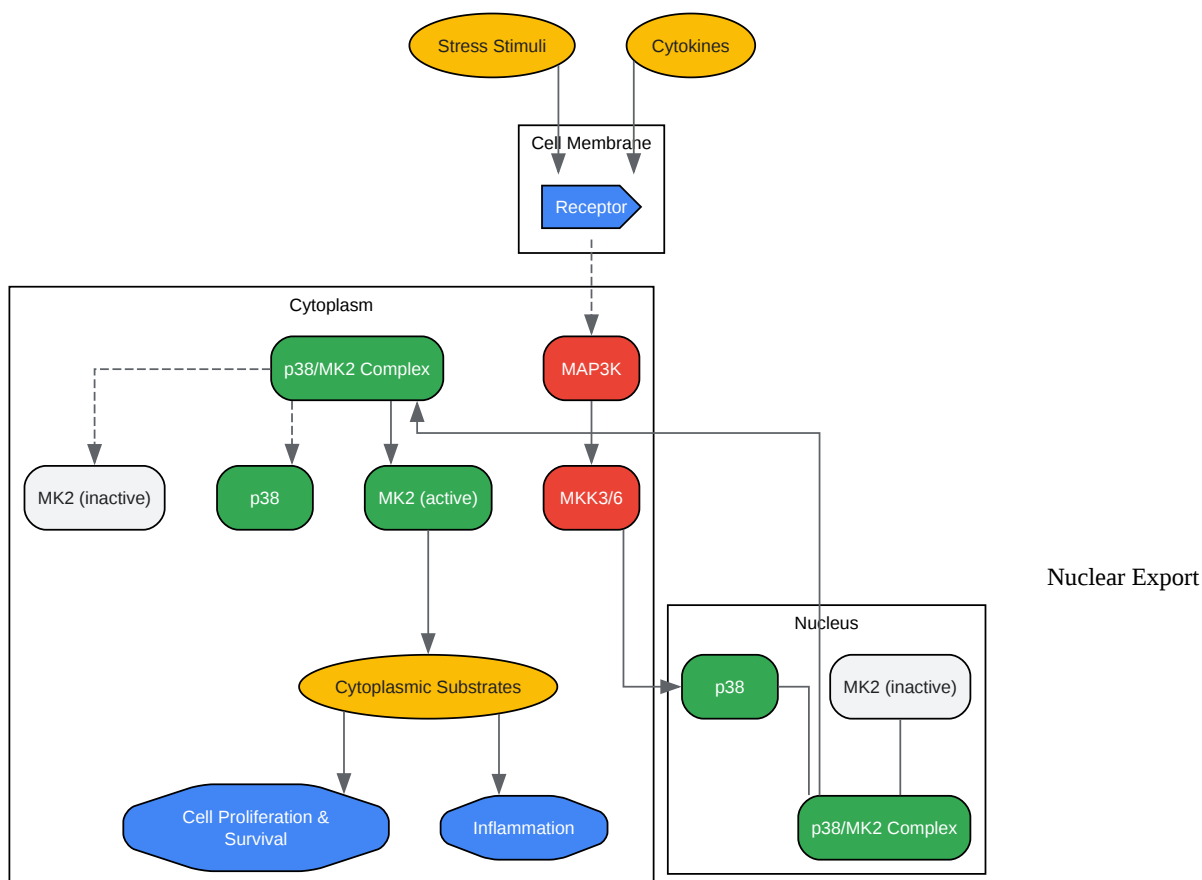 Stress Stimuli
Cytokines
Cell Membrane
Receptor
Cytoplasm
p38/MK2 Complex
MAP3K
MK2 (inactive)
p38
MK2 (active)
MKK3/6
Nuclear Export
Nucleus
Cytoplasmic Substrates
p38
MK2 (inactive)
Cell Proliferation &
Survival
Inflammation
p38/MK2 Complex